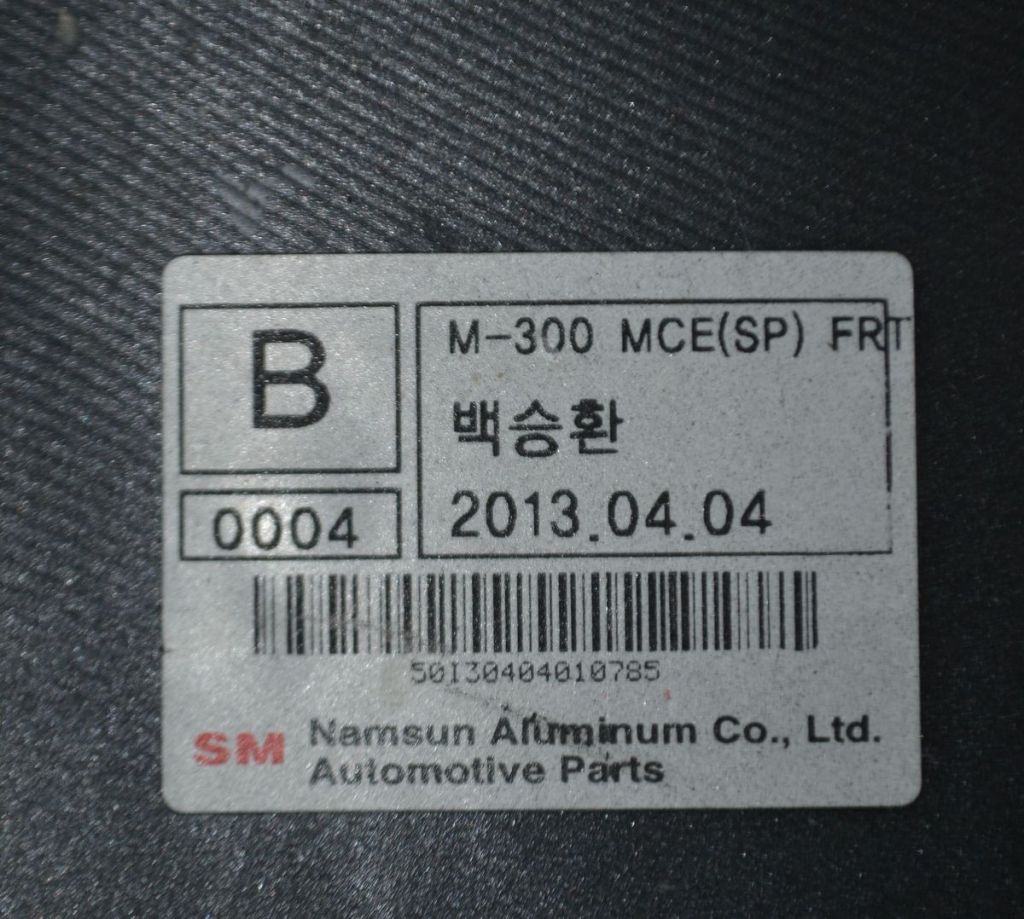 B
M-300 MCE(SP) FRT
백승환
0004
2013.04.04
50I30404010785
SM
Namsun Aluminum Co., Ltd.
Automotive Parts